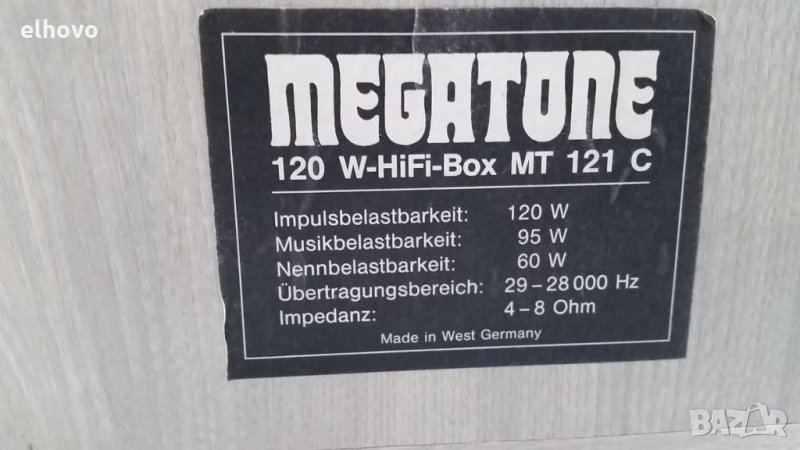 elhovo
MEGATONE
120 W-HiFi-Box MT 121 C
Impulsbelastbarkeit: 120 W
Musikbelastbarkeit: 95 W
Nennbelastbarkeit: 60 W
Übertragungsbereich: 29 – 28 000 Hz
Impedanz: 4 – 8 Ohm
Made in West Germany
BAZAR